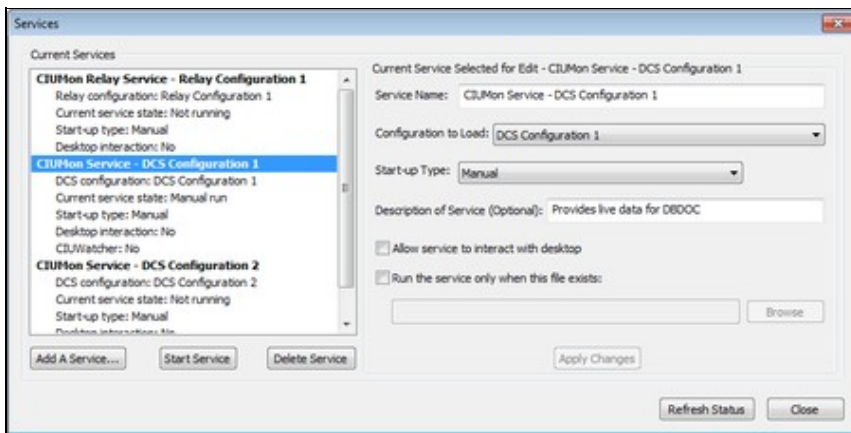 Services
Current Services
CIUMon Relay Service - Relay Configuration 1
Relay configuration: Relay Configuration 1
Current service state: Not running
Start-up type: Manual
Desktop interaction: No
CIUMon Service - DCS Configuration 1
DCS configuration: DCS Configuration 1
Current service state: Manual run
Start-up type: Manual
Desktop interaction: No
CIUWatcher: No
CIUMon Service - DCS Configuration 2
DCS configuration: DCS Configuration 2
Current service state: Not running
Start-up type: Manual
Desktop interaction: No
Add A Service...
Start Service
Delete Service
Current Service Selected for Edit - CIUMon Service - DCS Configuration 1
Service Name: CIUMon Service - DCS Configuration 1
Configuration to Load: DCS Configuration 1
Start-up Type: Manual
Description of Service (Optional): Provides live data for DBDOC
Allow service to interact with desktop
Run the service only when this file exists:
Browse
Apply Changes
Refresh Status
Close